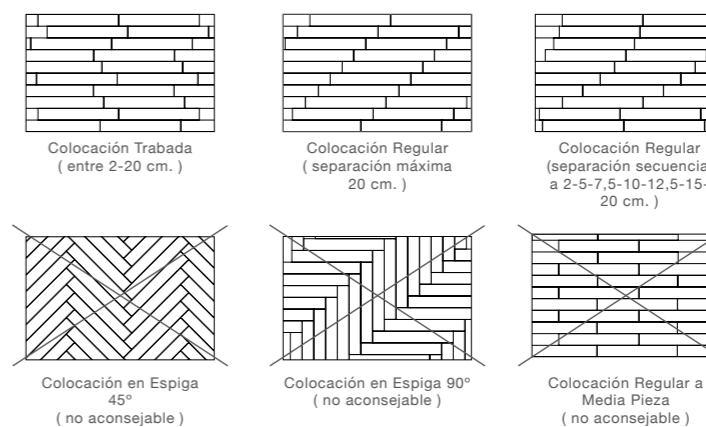 Colocación Trabada
( entre 2-20 cm. )
Colocación Regular
( separación máxima
20 cm. )
Colocación Regular
(separación secuencia
a 2-5-7,5-10-12,5-15-
20 cm. )
Colocación en Espiga
45º
( no aconsejable )
Colocación en Espiga 90º
( no aconsejable )
Colocación Regular a
Media Pieza
( no aconsejable )